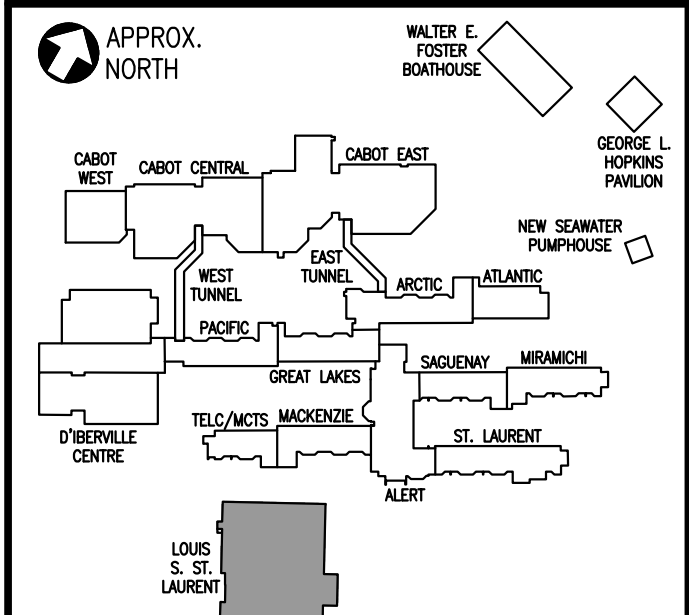 APPROX.
NORTH
WALTER E.
FOSTER
BOATHOUSE
GEORGE L.
HOPKINS
PAVILION
CABOT
WEST
CABOT CENTRAL
CABOT EAST
NEW SEAWATER
PUMPHOUSE
WEST
TUNNEL
EAST
TUNNEL
ARCTIC
ATLANTIC
PACIFIC
GREAT LAKES
SAGUENAY
MIRAMICHI
D'IBERVILLE
CENTRE
TELC/MCTS
MACKENZIE
ST. LAURENT
ALERT
LOUIS
S. ST.
LAURENT